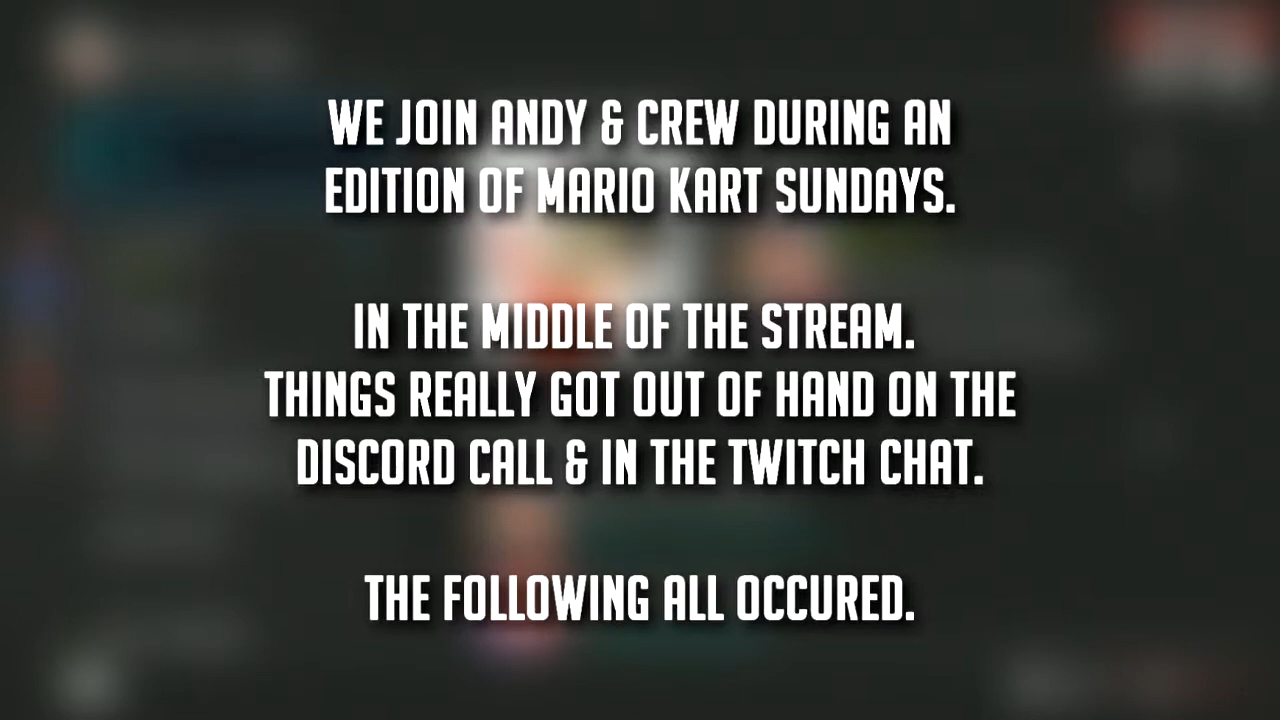 WE JOIN ANDY & CREW DURING AN
EDITION OF MARIO KART SUNDAYS.
IN THE MIDDLE OF THE STREAM.
THINGS REALLY GOT OUT OF HAND ON THE
DISCORD CALL & IN THE TWITCH CHAT.
THE FOLLOWING ALL OCCURED.